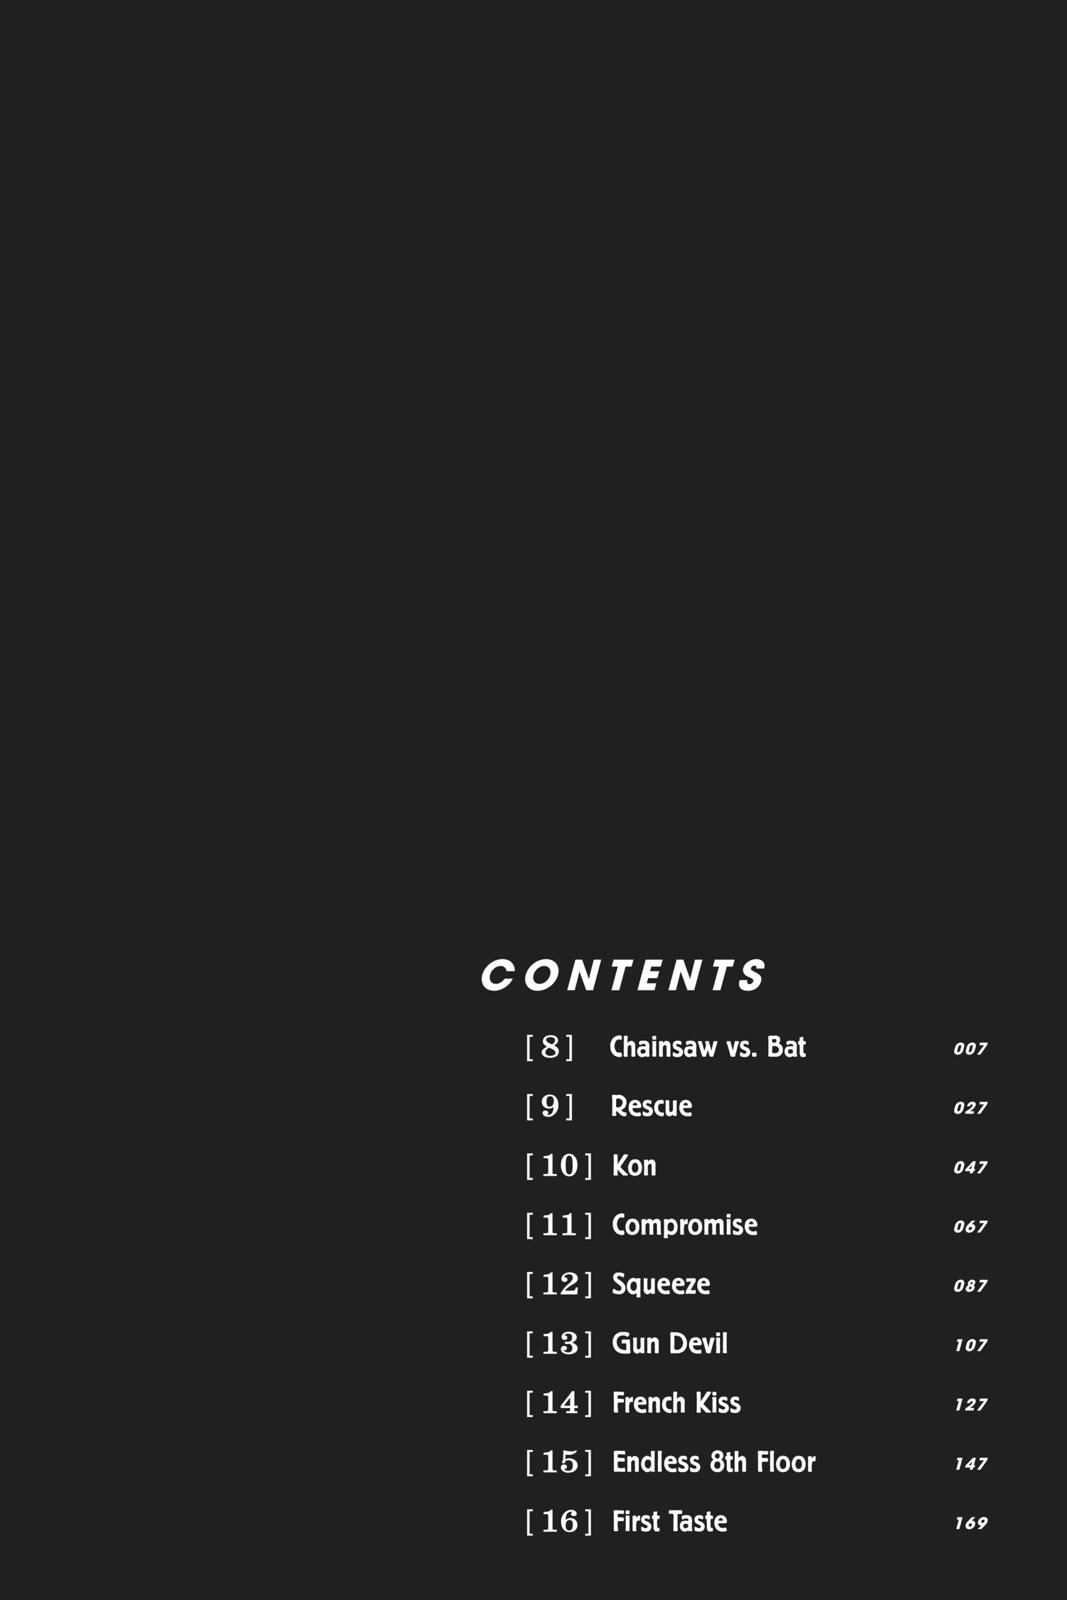 CONTENTS
[8] Chainsaw vs. Bat 007
[9] Rescue 027
[10] Kon 047
[11] Compromise 067
[12] Squeeze 087
[13] Gun Devil 107
[14] French Kiss 127
[15] Endless 8th Floor 147
[16] First Taste 169